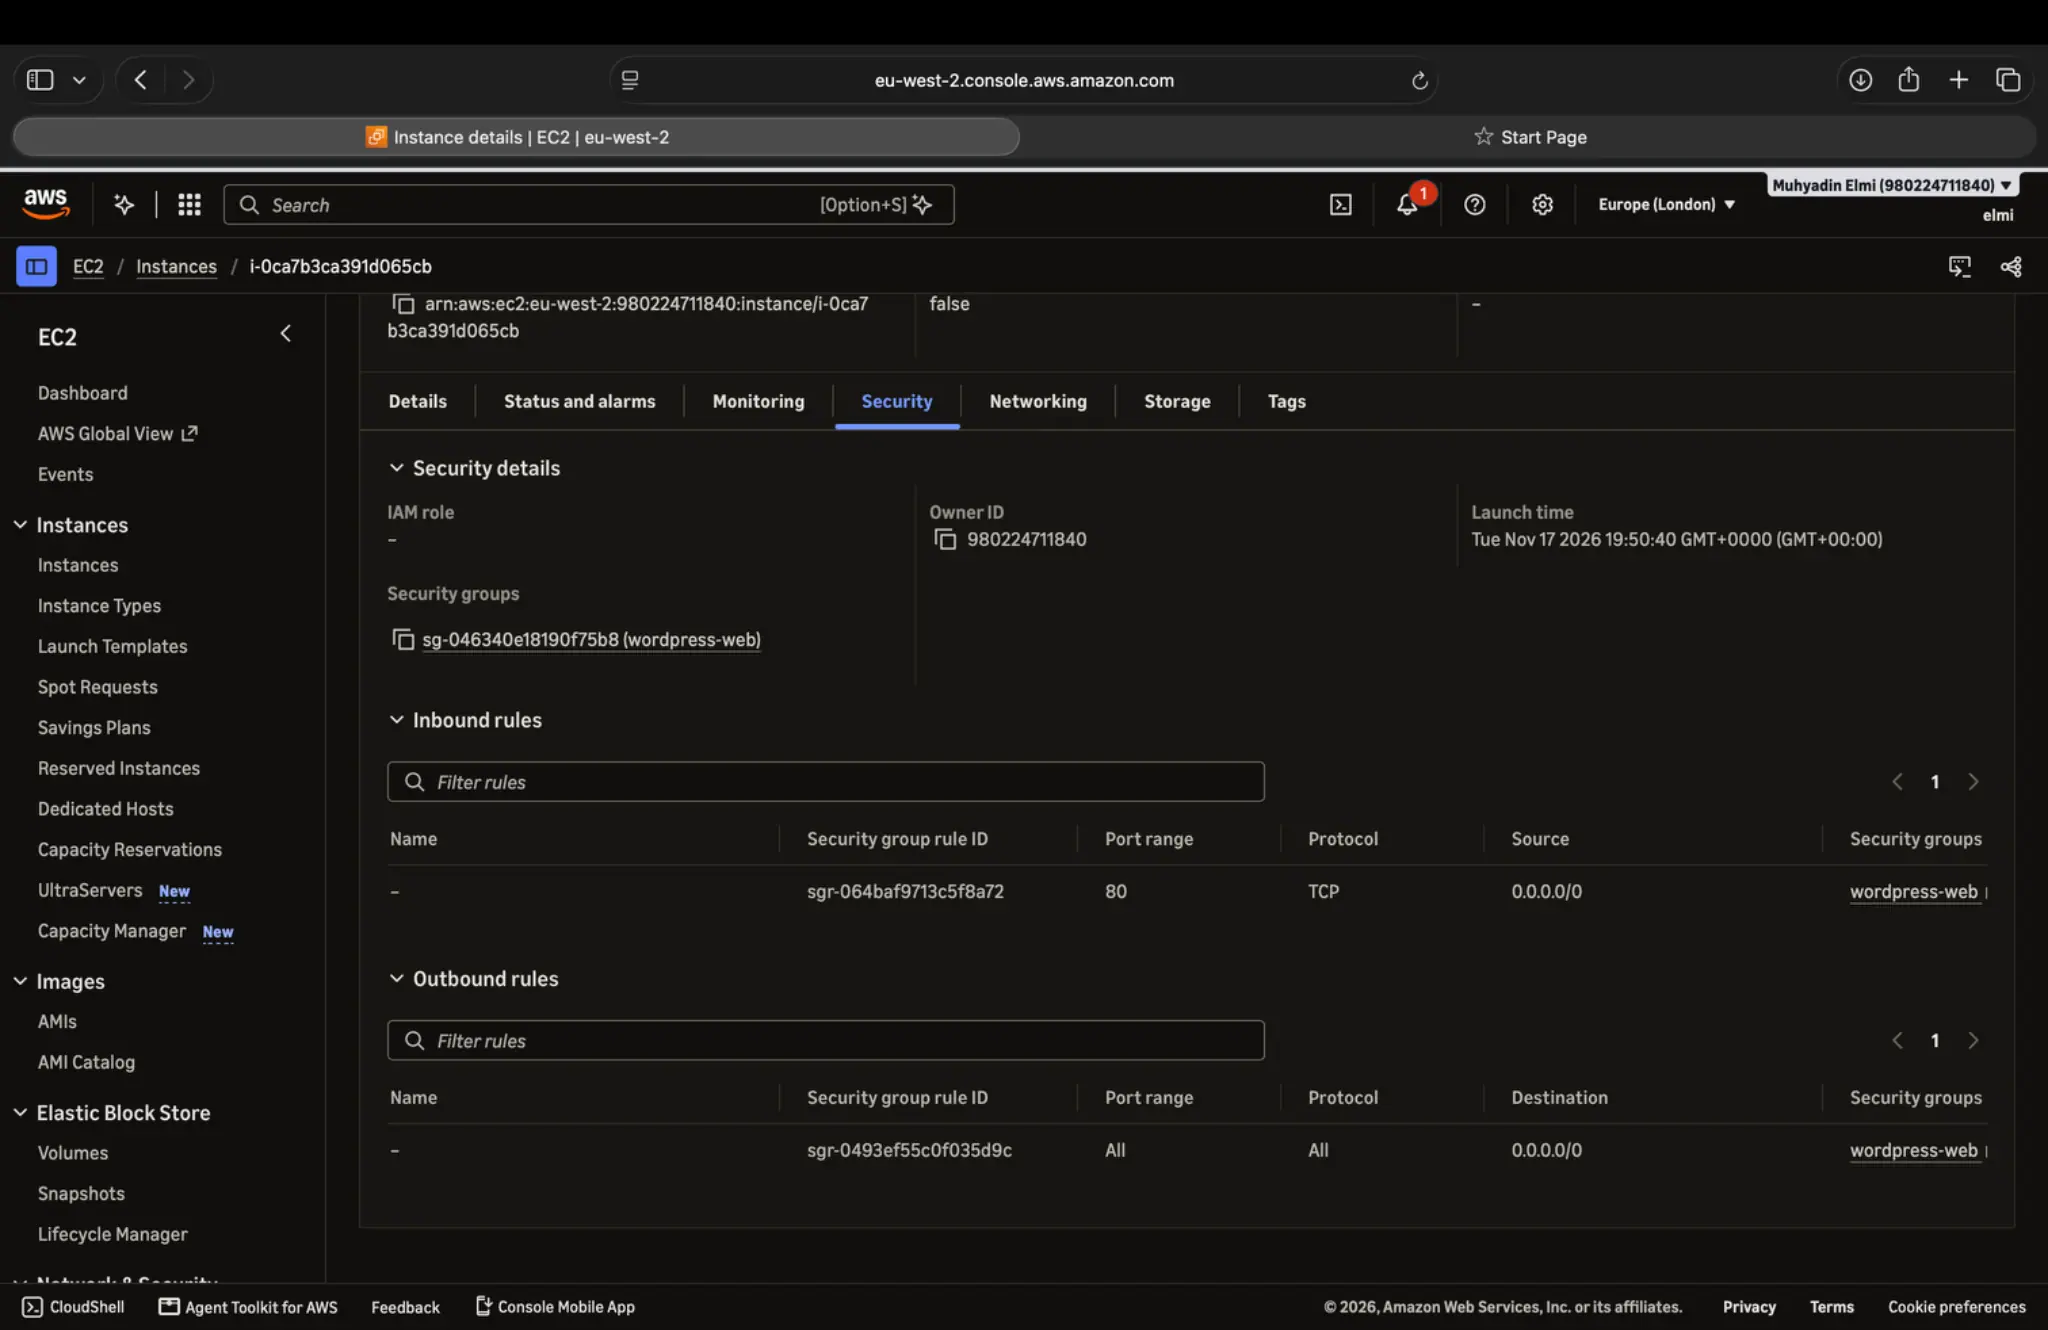 eu-west-2.console.aws.amazon.com
Instance details | EC2 | eu-west-2
Start Page
aws
Search
[Option+S]
1
Europe (London)
Muhyadin Elmi (980224711840)
elmi
EC2 / Instances / i-0ca7b3ca391d065cb
EC2
Dashboard
AWS Global View
Events
Instances
Instances
Instance Types
Launch Templates
Spot Requests
Savings Plans
Reserved Instances
Dedicated Hosts
Capacity Reservations
UltraServers New
Capacity Manager New
Images
AMIs
AMI Catalog
Elastic Block Store
Volumes
Snapshots
Lifecycle Manager
Network & Security
arn:aws:ec2:eu-west-2:980224711840:instance/i-0ca7
b3ca391d065cb
false
–
Details
Status and alarms
Monitoring
Security
Networking
Storage
Tags
Security details
IAM role
–
Owner ID
980224711840
Launch time
Tue Nov 17 2026 19:50:40 GMT+0000 (GMT+00:00)
Security groups
sg-046340e18190f75b8 (wordpress-web)
Inbound rules
Filter rules
1
Name Security group rule ID Port range Protocol Source Security groups
– sgr-064baf9713c5f8a72 80 TCP 0.0.0.0/0 wordpress-web
Outbound rules
Filter rules
1
Name Security group rule ID Port range Protocol Destination Security groups
– sgr-0493ef55c0f035d9c All All 0.0.0.0/0 wordpress-web
CloudShell
Agent Toolkit for AWS
Feedback
Console Mobile App
© 2026, Amazon Web Services, Inc. or its affiliates.
Privacy
Terms
Cookie preferences